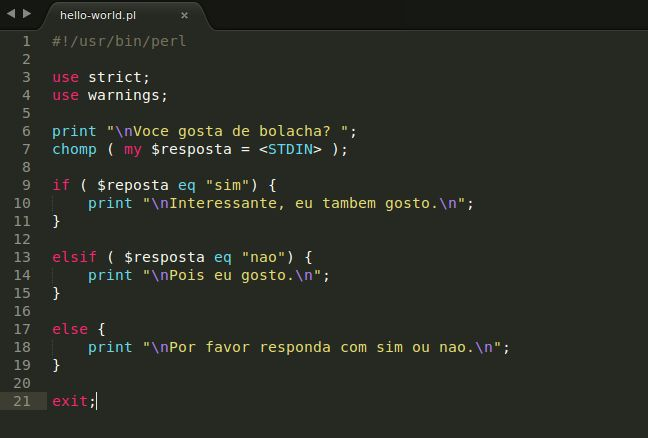 hello-world.pl ×
1 #!/usr/bin/perl
2
3 use strict;
4 use warnings;
5
6 print "\nVoce gosta de bolacha? ";
7 chomp ( my $resposta = <STDIN> );
8
9 if ( $reposta eq "sim") {
10     print "\nInteressante, eu tambem gosto.\n";
11 }
12
13 elsif ( $resposta eq "nao") {
14     print "\nPois eu gosto.\n";
15 }
16
17 else {
18     print "\nPor favor responda com sim ou nao.\n";
19 }
20
21 exit;